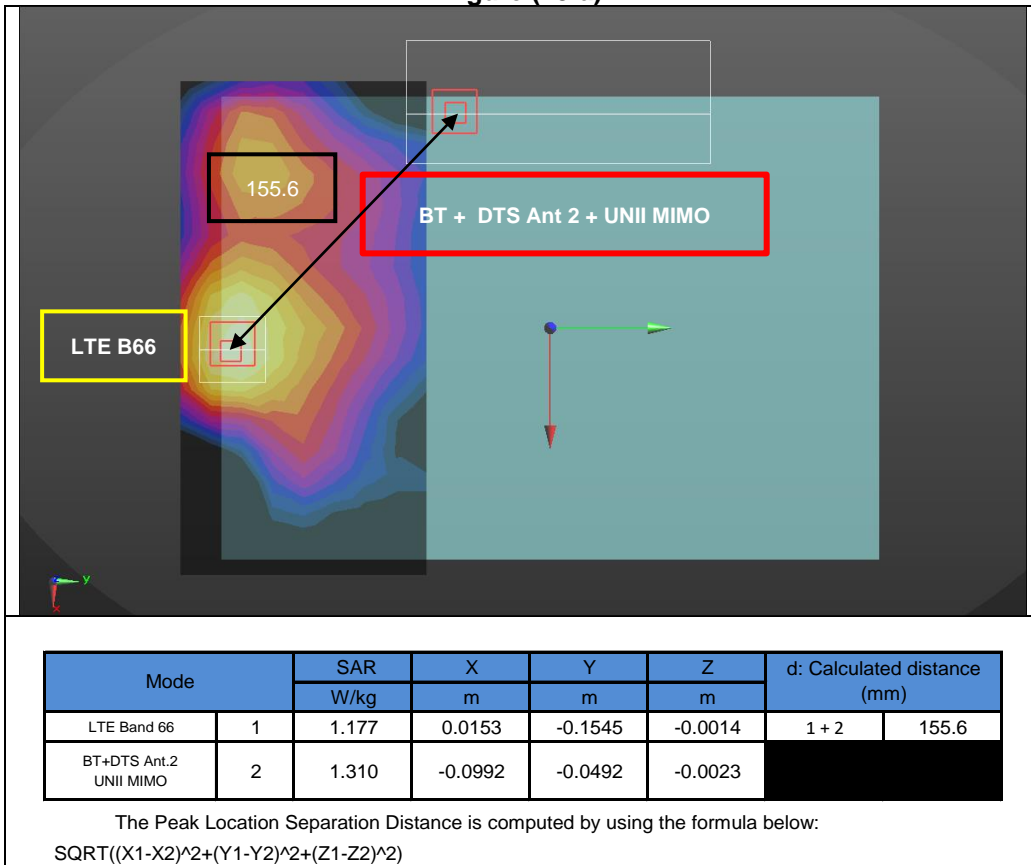 155.6
BT + DTS Ant 2 + UNII MIMO
LTE B66
y
x
Mode SAR X Y Z d: Calculated distance (mm)
W/kg m m m
LTE Band 66 1 1.177 0.0153 -0.1545 -0.0014 1 + 2 155.6
BT+DTS Ant.2 UNII MIMO 2 1.310 -0.0992 -0.0492 -0.0023
The Peak Location Separation Distance is computed by using the formula below:
SQRT((X1-X2)^2+(Y1-Y2)^2+(Z1-Z2)^2)